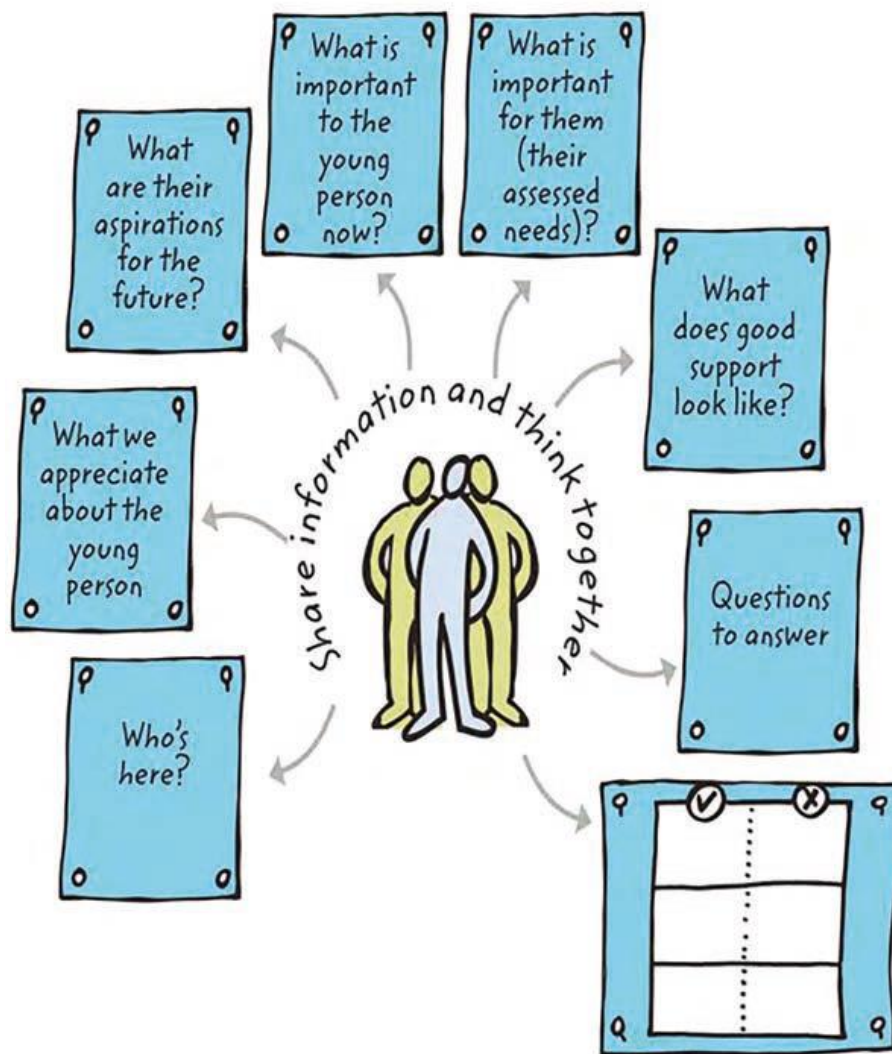 Who's
here?
What we
appreciate
about the
young
person
What
are their
aspirations
for the
future?
What is
important
to the
young
person
now?
What is
important
for them
(their
assessed
needs)?
What
does good
support
look like?
Questions
to answer
Share information and think together